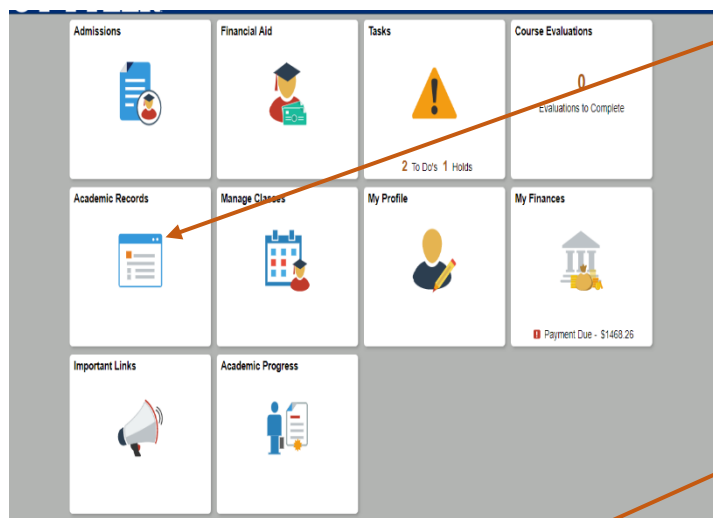 Admissions
Financial Aid
Tasks
Course Evaluations
0
Evaluations to Complete
2 To Do's 1 Holds
Academic Records
Manage Classes
My Profile
My Finances
Payment Due - $1468.26
Important Links
Academic Progress